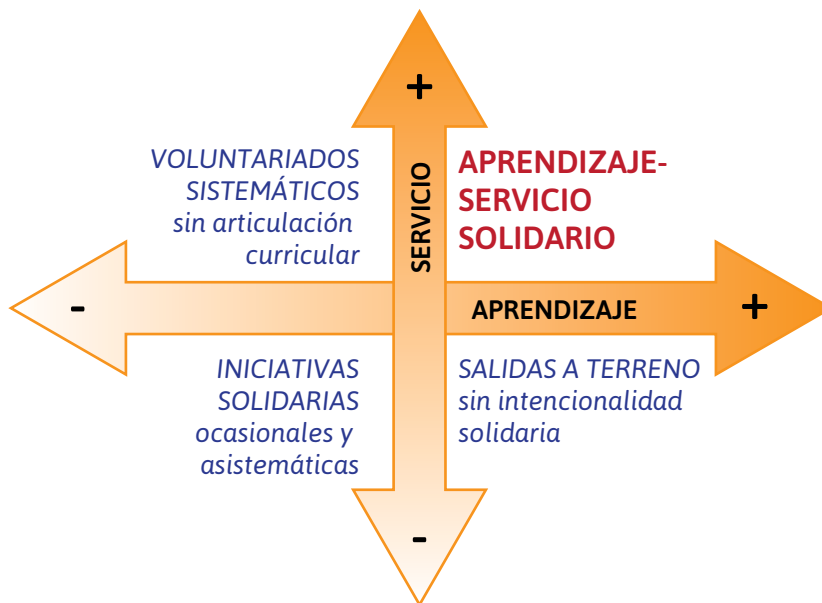 +
SERVICIO
VOLUNTARIADOS
SISTEMÁTICOS
sin articulación
curricular
APRENDIZAJE-
SERVICIO
SOLIDARIO
-
APRENDIZAJE
+
INICIATIVAS
SOLIDARIAS
ocasionales y
asistemáticas
SALIDAS A TERRENO
sin intencionalidad
solidaria
-